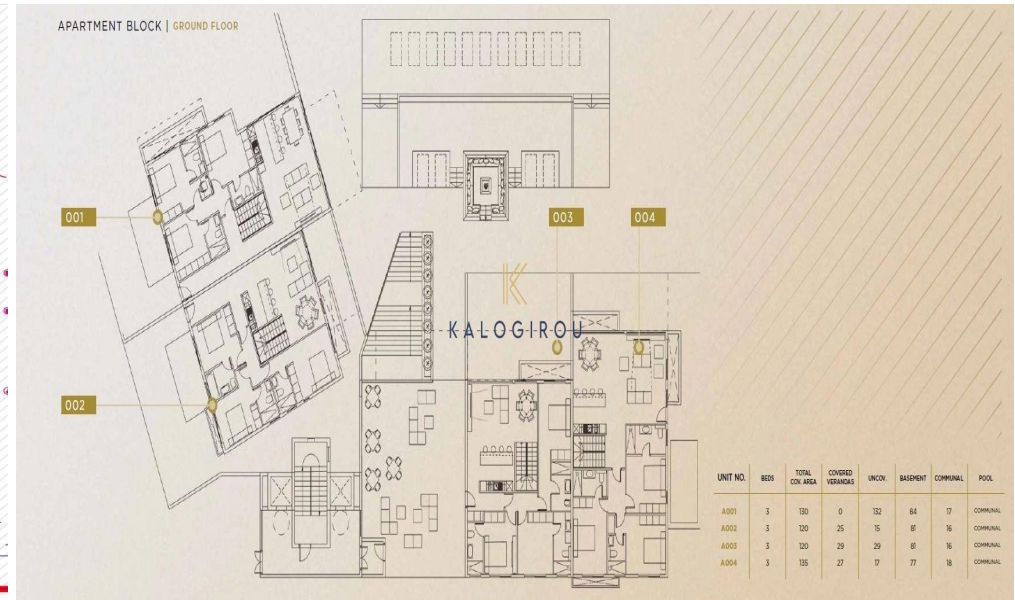 APARTMENT BLOCK | GROUND FLOOR
001
003
004
KALOGIROU
002
UNIT NO. BEDS TOTAL COV. AREA COVERED VERANDAS UNCOV. BASEMENT COMMUNAL POOL
A001 3 130 0 132 84 17 COMMUNAL
A002 3 120 25 15 81 16 COMMUNAL
A003 3 120 29 29 81 16 COMMUNAL
A004 3 135 27 17 77 18 COMMUNAL